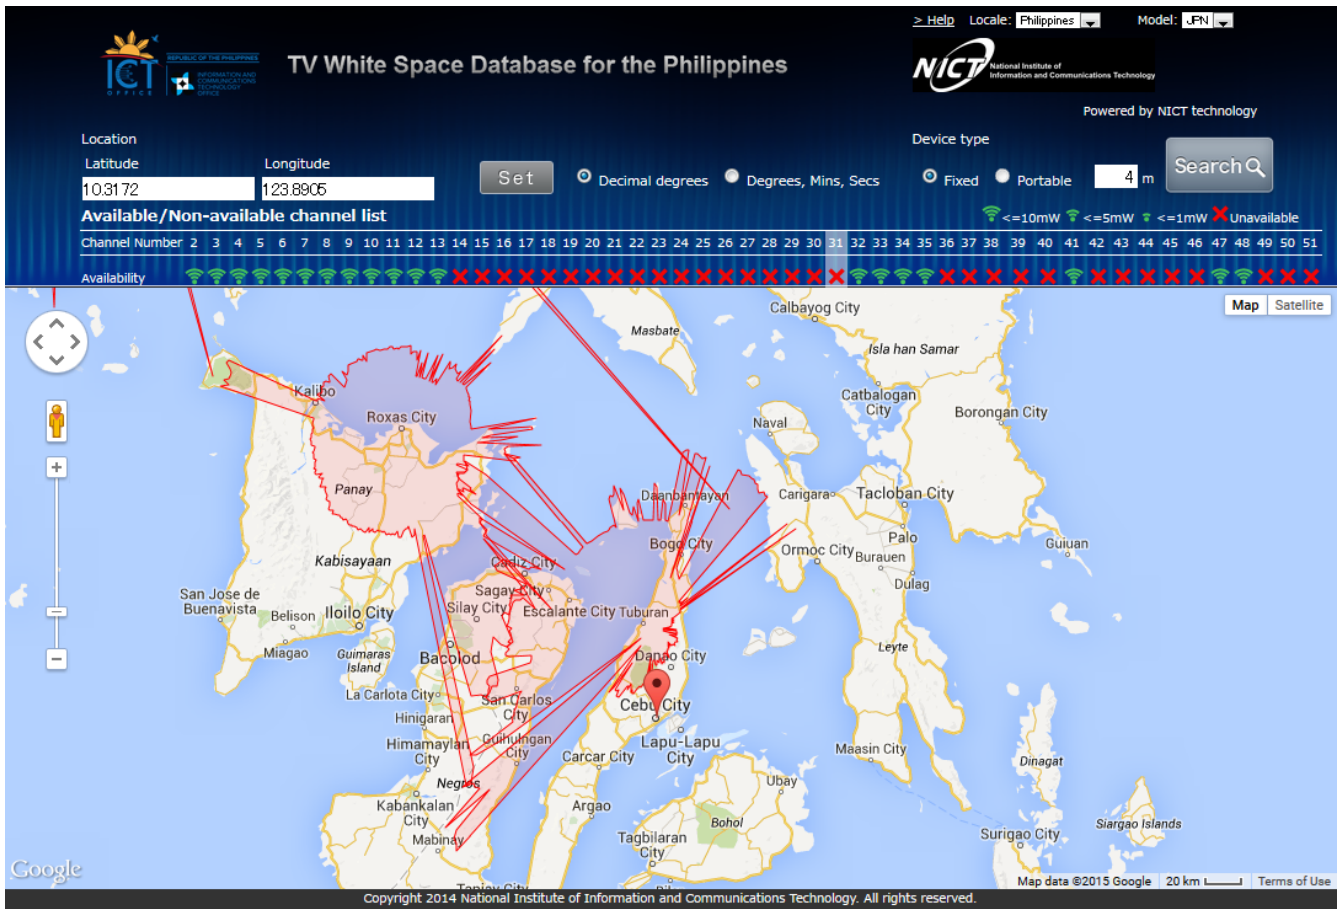 > Help Locale: Philippines Model: JPN
ICT
OFFICE
REPUBLIC OF THE PHILIPPINES
INFORMATION AND
COMMUNICATIONS
TECHNOLOGY
OFFICE
TV White Space Database for the Philippines
NICT
National Institute of
Information and Communications Technology
Powered by NICT technology
Location
Device type
Latitude Longitude
10.3172 123.8905 Set Decimal degrees Degrees, Mins, Secs Fixed Portable 4 m Search
Available/Non-available channel list
<=10mW <=5mW <=1mW Unavailable
Channel Number 2 3 4 5 6 7 8 9 10 11 12 13 14 15 16 17 18 19 20 21 22 23 24 25 26 27 28 29 30 31 32 33 34 35 36 37 38 39 40 41 42 43 44 45 46 47 48 49 50 51
Availability
Map Satellite
Calbayog City
Masbate
Isla han Samar
Kalibo
Catbalogan
City
Borongan City
Roxas City
Naval
Panay
Daanbantayan
Carigara
Tacloban City
Bogo City
Ormoc City
Palo
Guiuan
Burauen
Kabisayaan
Cadiz City
Dulag
San Jose de
Buenavista
Sagay City
Belison
Iloilo City
Silay City
Escalante City
Tuburan
Miagao
Guimaras
Island
Bacolod
Danao City
Leyte
La Carlota City
San Carlos
City
Cebu City
Hinigaran
Himamaylan
City
Guihulngan
City
Carcar City
Lapu-Lapu
City
Maasin City
Dinagat
Negros
Ubay
Kabankalan
City
Argao
Bohol
Siargao Islands
Mabinay
Tagbilaran
City
Surigao City
Google
Map data ©2015 Google 20 km Terms of Use
Copyright 2014 National Institute of Information and Communications Technology. All rights reserved.